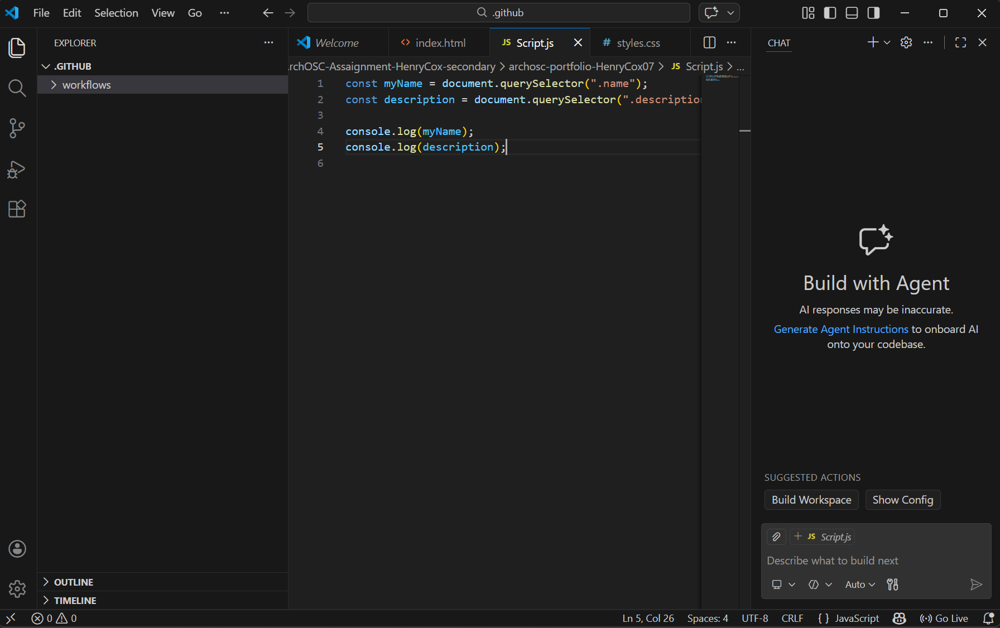 File Edit Selection View Go ··· .github
EXPLORER ···
.GITHUB
workflows
OUTLINE
TIMELINE
Welcome <> index.html JS Script.js # styles.css ···
rchOSC-Assaignment-HenryCox-secondary > archosc-portfolio-HenryCox07 > JS Script.js > ...
1 const myName = document.querySelector(".name");
2 const description = document.querySelector(".description
3
4 console.log(myName);
5 console.log(description);
6
CHAT
Build with Agent
AI responses may be inaccurate.
Generate Agent Instructions to onboard AI
onto your codebase.
SUGGESTED ACTIONS
Build Workspace Show Config
+ JS Script.js
Describe what to build next
Auto
0 0 Ln 5, Col 26 Spaces: 4 UTF-8 CRLF { } JavaScript Go Live